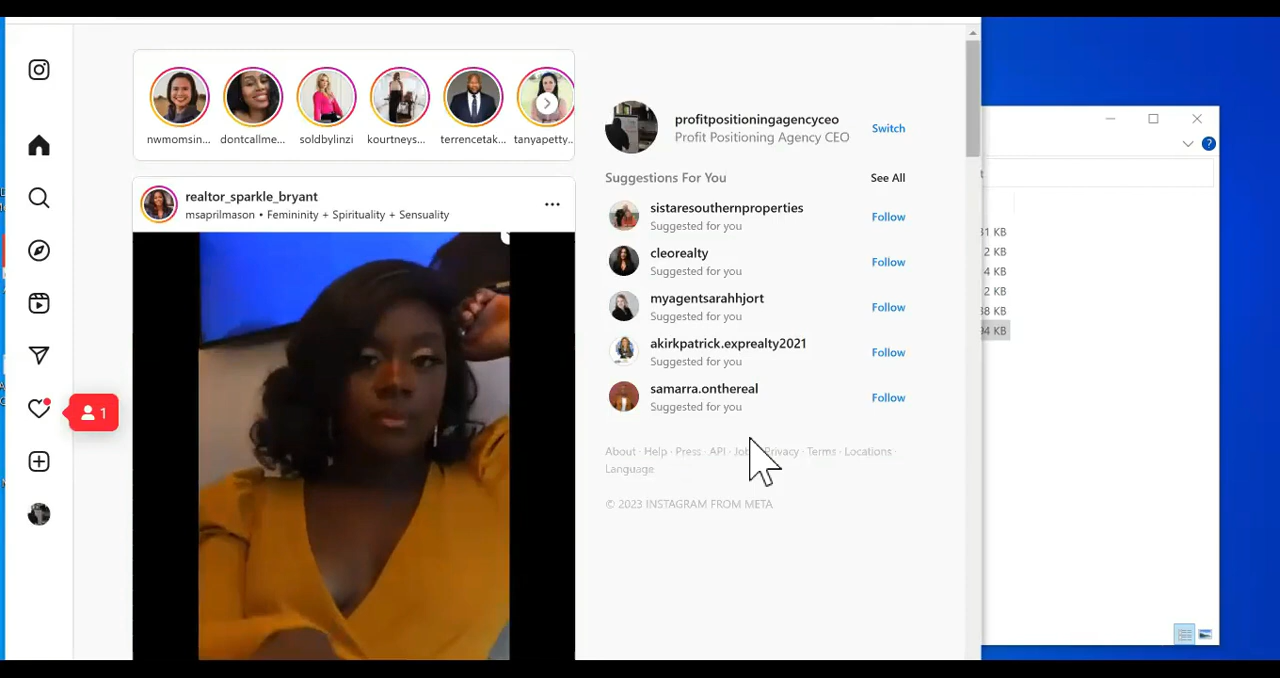 nwmomsin... dontcallme... soldbylinzi kourtneys... terrencetak... tanyapetty...
realtor_sparkle_bryant
msaprilmason • Femininity + Spirituality + Sensuality
1
profitpositioningagencyceo
Profit Positioning Agency CEO
Switch
Suggestions For You
See All
sistaresouthernproperties
Suggested for you
Follow
cleorealty
Suggested for you
Follow
myagentsarahhjort
Suggested for you
Follow
akirkpatrick.exprealty2021
Suggested for you
Follow
samarra.onthereal
Suggested for you
Follow
About · Help · Press · API · Privacy · Terms · Locations ·
Language
© 2023 INSTAGRAM FROM META
31 KB
2 KB
4 KB
2 KB
38 KB
94 KB